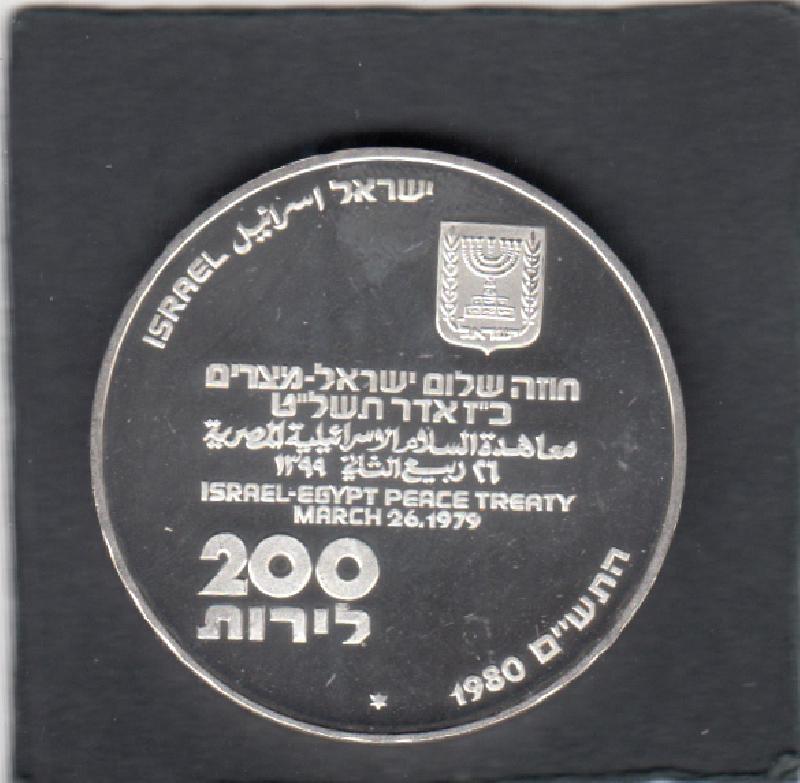 ISRAEL اسرائيل ישראל
ישראל
חוזה שלום ישראל-מצרים
כ"ז אדר תשל"ט
معاهدة السلام الاسرائيلية المصرية
٢٦ ربيع الثاني ١٣٩٩
ISRAEL-EGYPT PEACE TREATY
MARCH 26.1979
200
לירות
1980 התש"ם